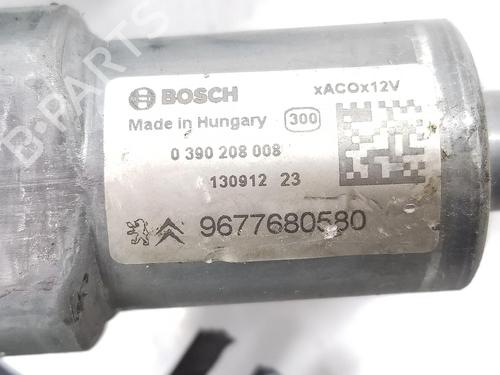 BOSCH
xACOx12V
Made in Hungary
300
0 390 208 008
130912 23
9677680580
B-PARTS